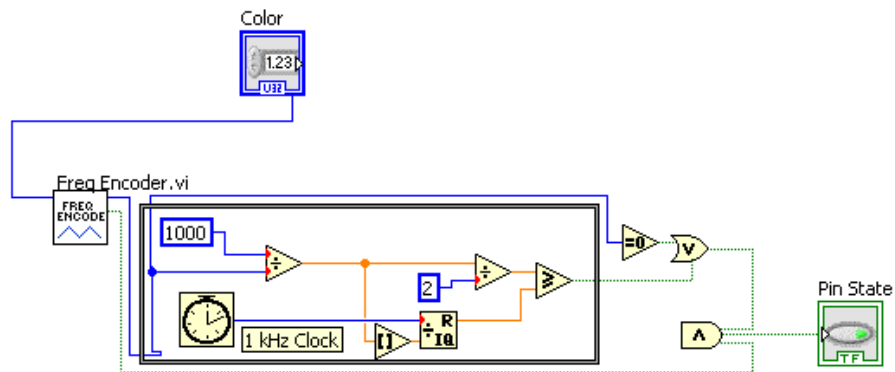 Color
1.23
U32
Freq Encoder.vi
FREQ
ENCODE
1000
=0
V
2
≥
Pin State
R
IQ
1 kHz Clock
[ ]
Λ
TF